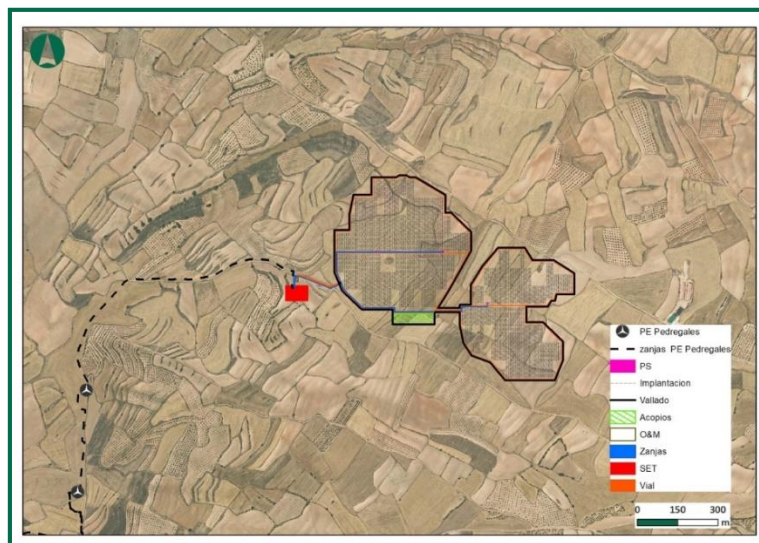 PE Pedregales
zanjas PE Pedregales
PS
Implantacion
Vallado
Acopios
O&M
Zanjas
SET
Vial
0 150 300
m